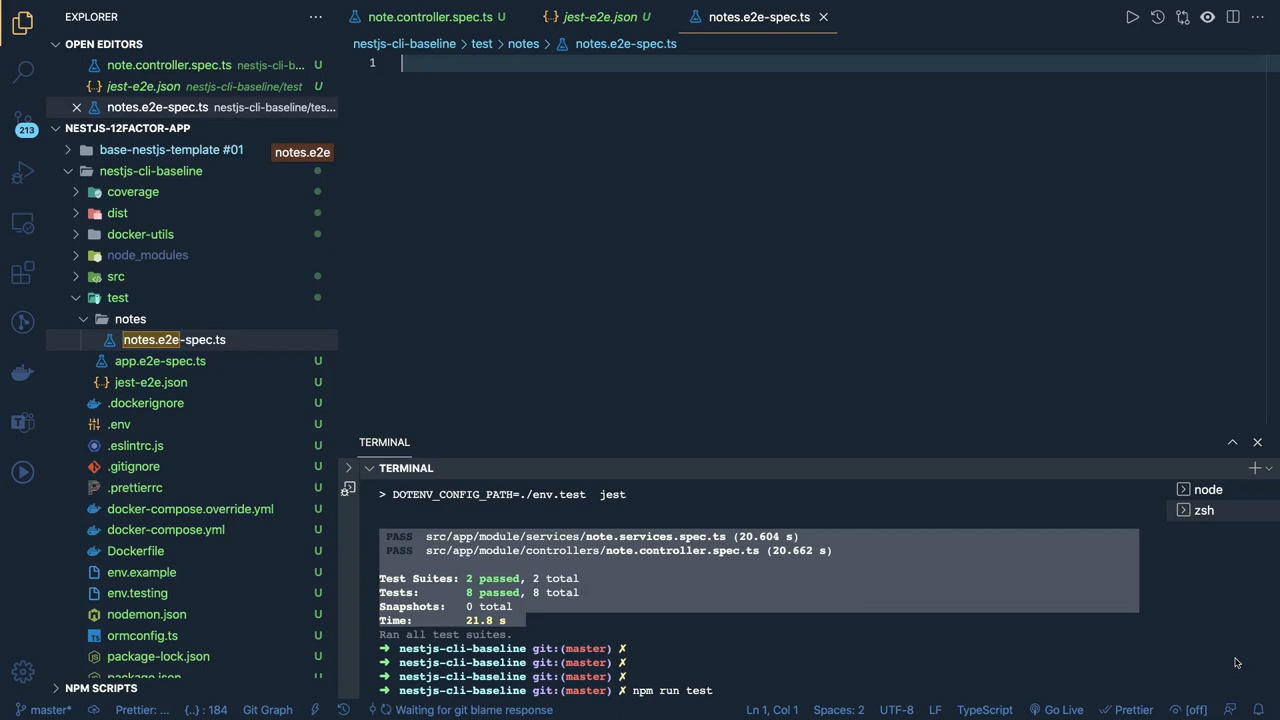 EXPLORER
OPEN EDITORS
note.controller.spec.ts nestjs-cli-b... U
{..} jest-e2e.json nestjs-cli-baseline/test U
notes.e2e-spec.ts nestjs-cli-baseline/tes...
NESTJS-12FACTOR-APP
base-nestjs-template #01
notes.e2e
nestjs-cli-baseline
coverage
dist
docker-utils
node_modules
src
test
notes
notes.e2e-spec.ts
app.e2e-spec.ts U
{..} jest-e2e.json U
.dockerignore U
.env U
.eslintrc.js U
.gitignore U
.prettierrc U
docker-compose.override.yml U
docker-compose.yml U
Dockerfile U
env.example U
env.testing U
nodemon.json U
ormconfig.ts U
package-lock.json U
package.json U
NPM SCRIPTS
213
note.controller.spec.ts U
{..} jest-e2e.json U
notes.e2e-spec.ts
nestjs-cli-baseline > test > notes > notes.e2e-spec.ts
1
TERMINAL
TERMINAL
node
zsh
> DOTENV_CONFIG_PATH=./env.test jest
PASS src/app/module/services/note.services.spec.ts (20.604 s)
PASS src/app/module/controllers/note.controller.spec.ts (20.662 s)
Test Suites: 2 passed, 2 total
Tests: 8 passed, 8 total
Snapshots: 0 total
Time: 21.8 s
Ran all test suites.
➜ nestjs-cli-baseline git:(master) ✗
➜ nestjs-cli-baseline git:(master) ✗
➜ nestjs-cli-baseline git:(master) ✗
➜ nestjs-cli-baseline git:(master) ✗ npm run test
master* Prettier: ... {..} : 184 Git Graph Waiting for git blame response Ln 1, Col 1 Spaces: 2 UTF-8 LF TypeScript Go Live Prettier [off]